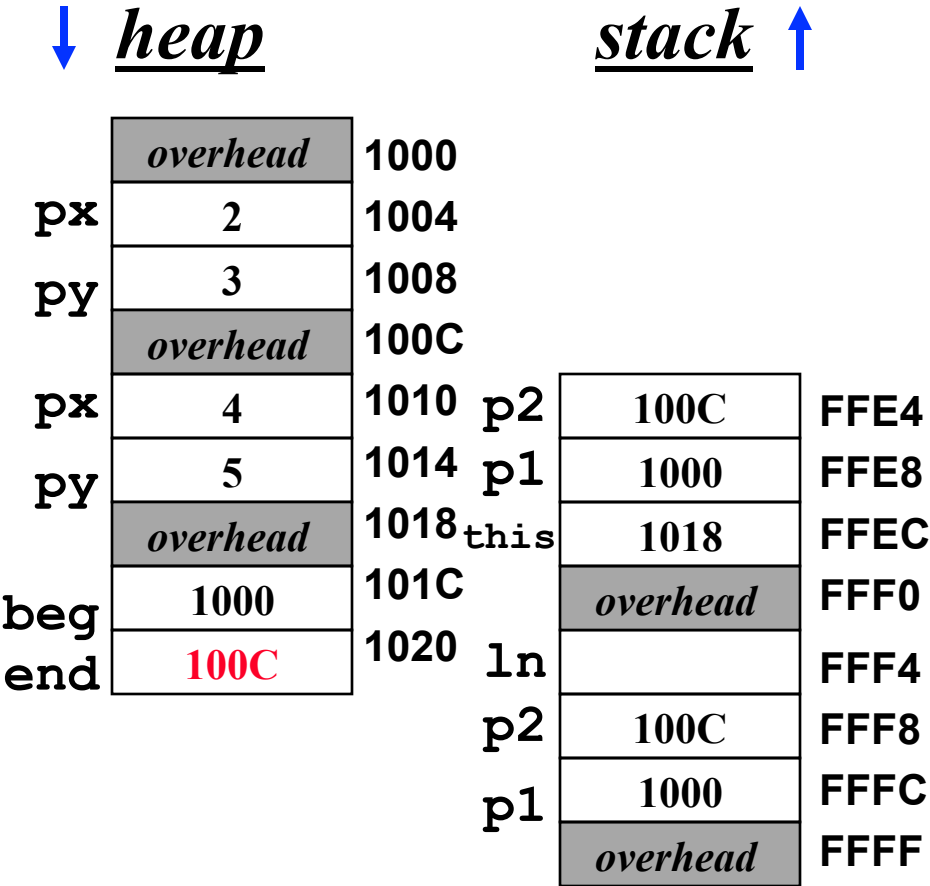 heap stack
overhead 1000
px 2 1004
py 3 1008
overhead 100C
px 4 1010 p2 100C FFE4
py 5 1014 p1 1000 FFE8
overhead 1018 this 1018 FFEC
beg 1000 101C overhead FFF0
end 100C 1020 ln FFF4
p2 100C FFF8
p1 1000 FFFC
overhead FFFF